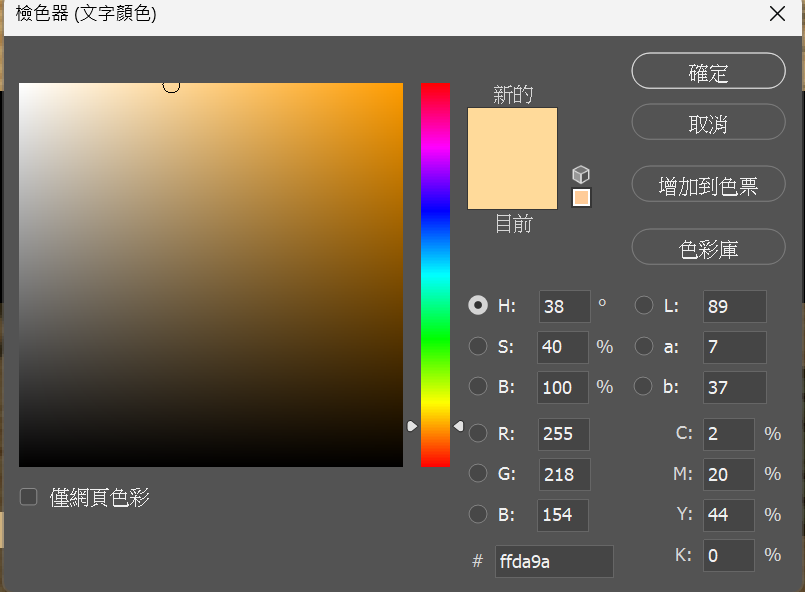 檢色器 (文字顏色)
新的
目前
確定
取消
增加到色票
色彩庫
H: 38 °
S: 40 %
B: 100 %
R: 255
G: 218
B: 154
# ffda9a
L: 89
a: 7
b: 37
C: 2 %
M: 20 %
Y: 44 %
K: 0 %
僅網頁色彩